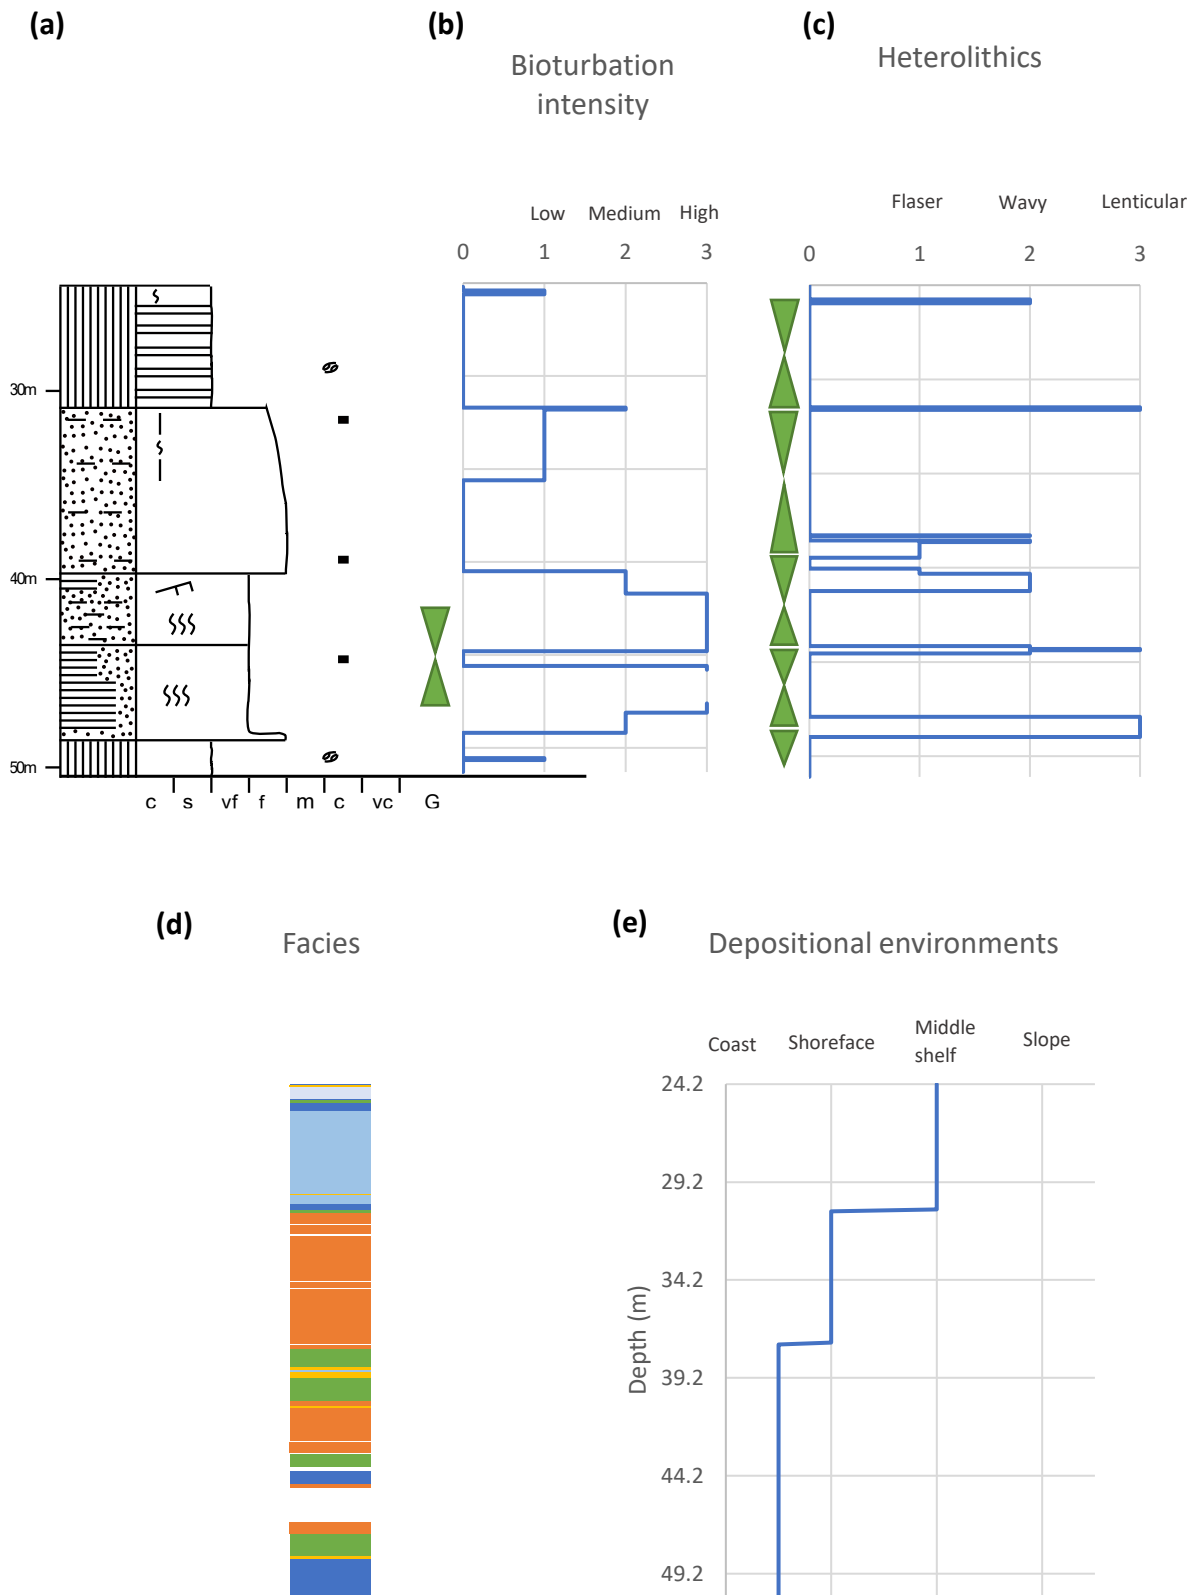 (a)
(b)
(c)
Bioturbation
intensity
Heterolithics
Low Medium High
0 1 2 3
Flaser Wavy Lenticular
0 1 2 3
30m
40m
50m
c s vf f m c vc G
(d)
Facies
(e)
Depositional environments
Coast Shoreface Middle
shelf Slope
24.2
29.2
34.2
39.2
44.2
49.2
Depth (m)